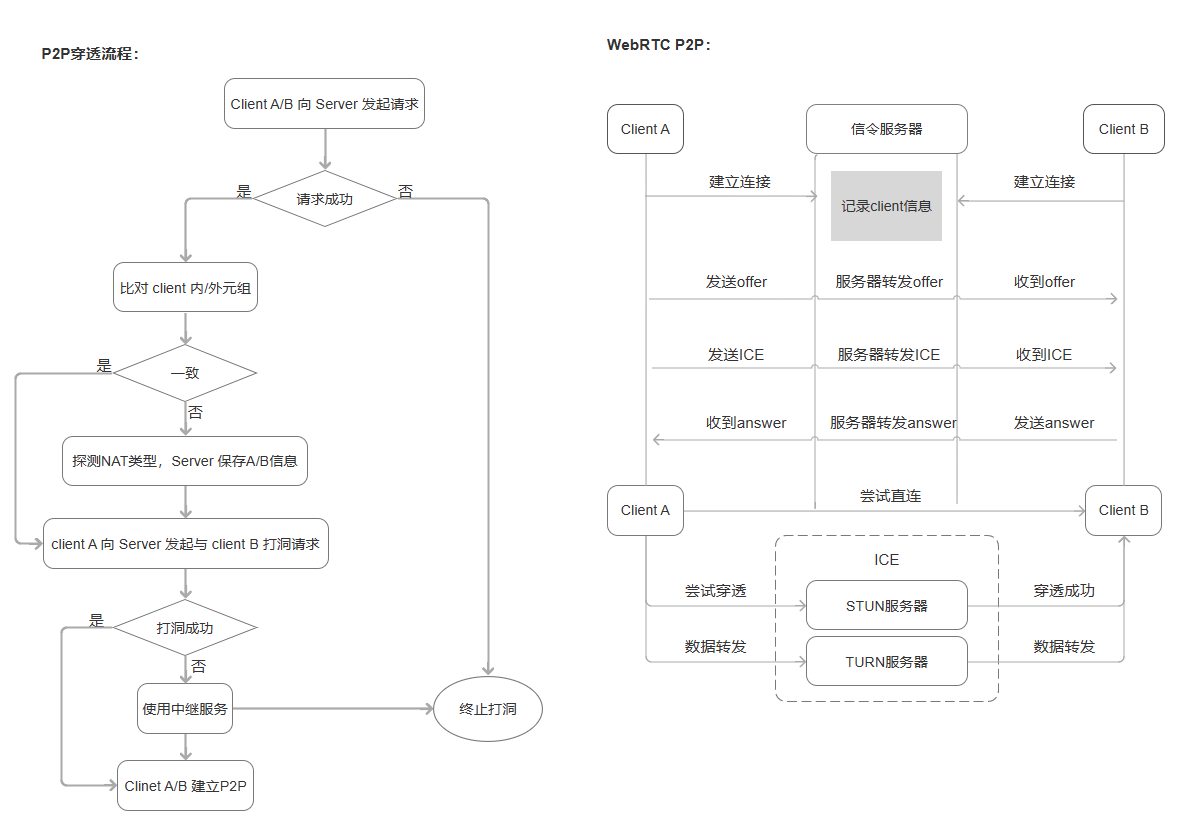 P2P穿透流程：
Client A/B 向 Server 发起请求
请求成功
是
否
比对 client 内/外元组
一致
是
否
探测NAT类型，Server 保存A/B信息
client A 向 Server 发起与 client B 打洞请求
打洞成功
是
否
使用中继服务
终止打洞
Clinet A/B 建立P2P
WebRTC P2P：
Client A
信令服务器
Client B
建立连接
记录client信息
建立连接
发送offer
服务器转发offer
收到offer
发送ICE
服务器转发ICE
收到ICE
收到answer
服务器转发answer
发送answer
Client A
尝试直连
Client B
ICE
尝试穿透
STUN服务器
穿透成功
数据转发
TURN服务器
数据转发